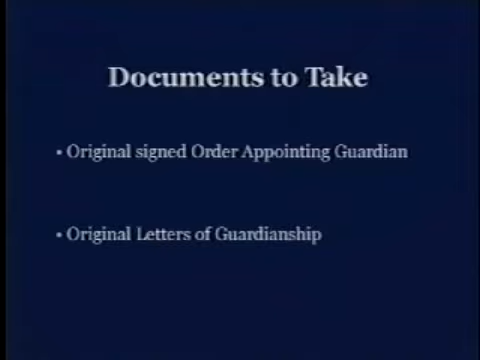 Documents to Take
• Original signed Order Appointing Guardian
• Original Letters of Guardianship